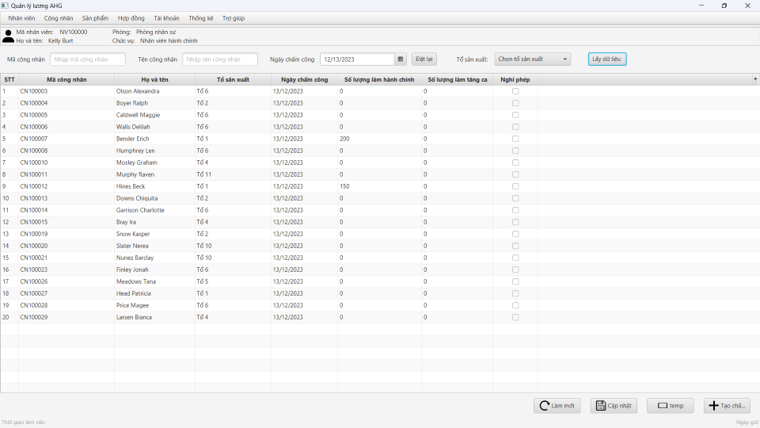 Quản lý lương AHG
Nhân viên Công nhân Sản phẩm Hợp đồng Tài khoản Thống kê Trợ giúp
Mã nhân viên: NV100000 Phòng: Phòng nhân sự
Họ và tên: Kelly Burt Chức vụ: Nhân viên hành chính
Mã công nhân Nhập mã công nhân Tên công nhân Nhập tên công nhân Ngày chấm công 12/13/2023 Đặt lại Tổ sản xuất: Chọn tổ sản xuất Lấy dữ liệu
STT Mã công nhân Họ và tên Tổ sản xuất Ngày chấm công Số lượng làm hành chính Số lượng làm tăng ca Nghỉ phép +
1 CN100003 Olson Alexandra Tổ 6 13/12/2023 0 0
2 CN100004 Boyer Ralph Tổ 2 13/12/2023 0 0
3 CN100005 Caldwell Maggie Tổ 6 13/12/2023 0 0
4 CN100006 Walls Delilah Tổ 6 13/12/2023 0 0
5 CN100007 Bender Erich Tổ 1 13/12/2023 200 0
6 CN100008 Humphrey Len Tổ 6 13/12/2023 0 0
7 CN100010 Mosley Graham Tổ 4 13/12/2023 0 0
8 CN100011 Murphy Raven Tổ 11 13/12/2023 0 0
9 CN100012 Hines Beck Tổ 1 13/12/2023 150 0
10 CN100013 Downs Chiquita Tổ 2 13/12/2023 0 0
11 CN100014 Garrison Charlotte Tổ 6 13/12/2023 0 0
12 CN100015 Bray Ira Tổ 4 13/12/2023 0 0
13 CN100019 Snow Kasper Tổ 2 13/12/2023 0 0
14 CN100020 Slater Nerea Tổ 10 13/12/2023 0 0
15 CN100021 Nunez Barclay Tổ 10 13/12/2023 0 0
16 CN100023 Finley Jonah Tổ 6 13/12/2023 0 0
17 CN100026 Meadows Tana Tổ 5 13/12/2023 0 0
18 CN100027 Head Patricia Tổ 1 13/12/2023 0 0
19 CN100028 Price Magee Tổ 6 13/12/2023 0 0
20 CN100029 Larsen Bianca Tổ 4 13/12/2023 0 0
Làm mới Cập nhật temp Tạo chấ...
Thời gian làm việc Ngày giờ